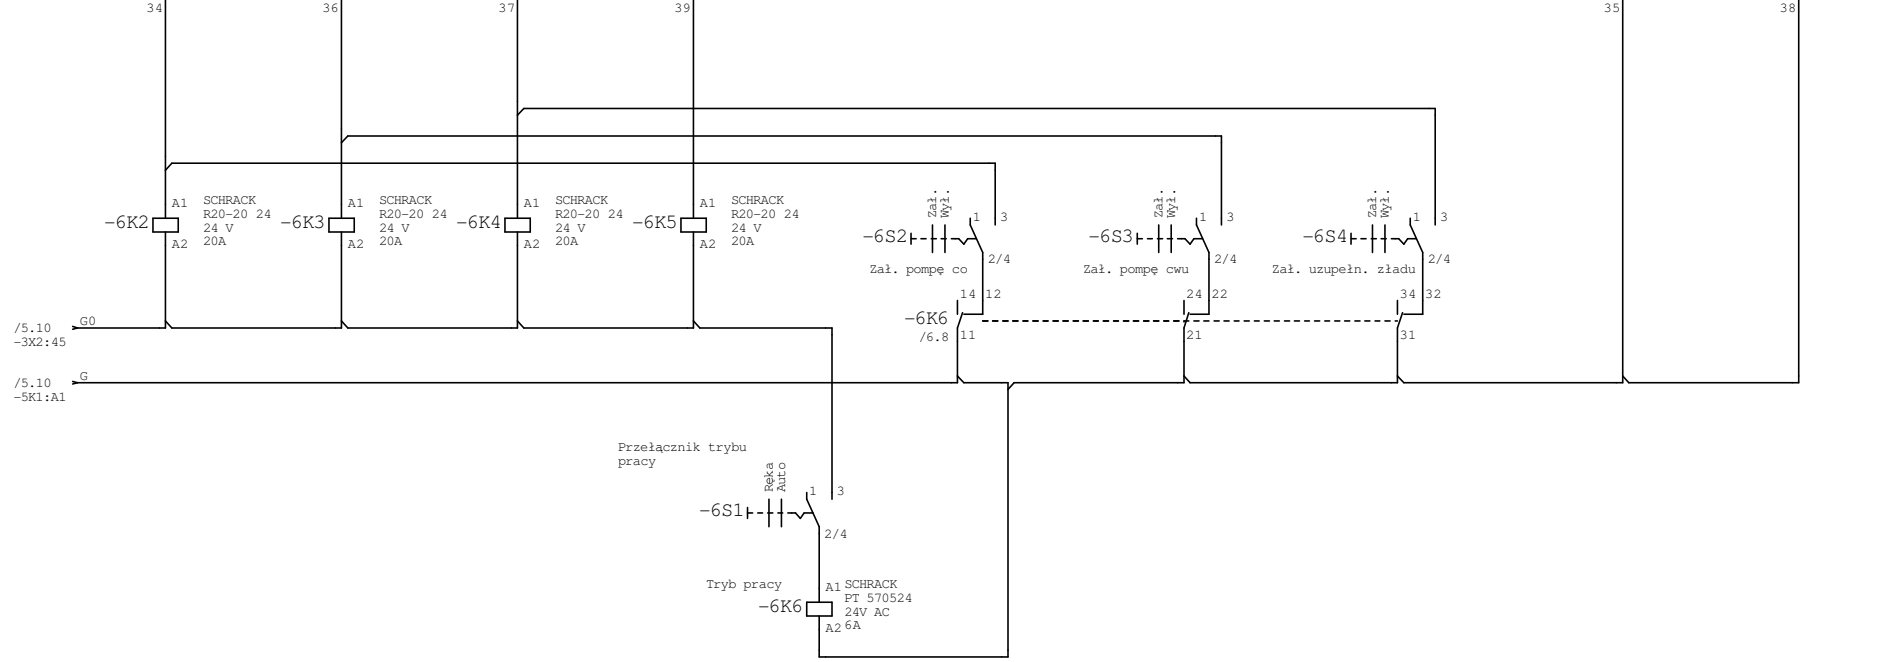 34
36
37
39
35
38
-6K2
A1
A2
SCHRACK
R20-20 24
24 V
20A
-6K3
A1
A2
SCHRACK
R20-20 24
24 V
20A
-6K4
A1
A2
SCHRACK
R20-20 24
24 V
20A
-6K5
A1
A2
SCHRACK
R20-20 24
24 V
20A
Zał.
Wył.
1
3
-6S2
2/4
Zał. pompę co
Zał.
Wył.
1
3
-6S3
2/4
Zał. pompę cwu
Zał.
Wył.
1
3
-6S4
2/4
Zał. uzupełn. zładu
14
12
-6K6
/6.8
11
24
22
21
34
32
31
/5.10
G0
-3X2:45
/5.10
G
-5K1:A1
Przełącznik trybu
pracy
Ręka
Auto
1
3
-6S1
2/4
Tryb pracy
-6K6
A1
A2
SCHRACK
PT 570524
24V AC
6A